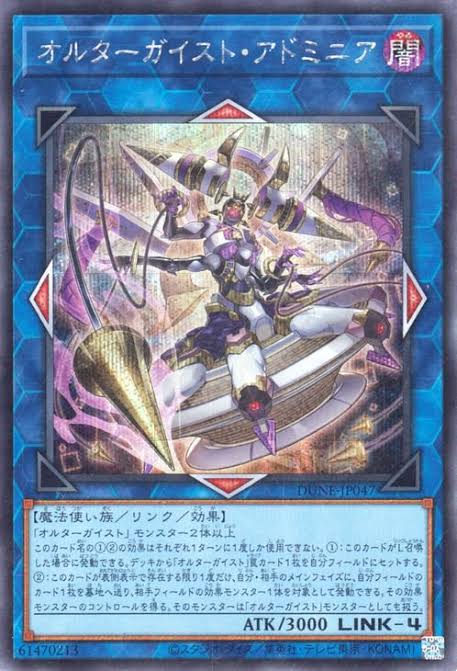 オルターガイスト・アドミニア
闇
DUNE-JP047
【魔法使い族/リンク/効果】
「オルターガイスト」モンスター2体以上
このカード名の①②の効果はそれぞれ1ターンに1度しか使用できない。①:このカードがL召喚
した場合に発動できる。デッキから「オルターガイスト」罠カード1枚を自分フィールドにセットする。
②:このカードが表側表示で存在する限り1度だけ、自分・相手のメインフェイズに、自分フィールド
のカード1枚を墓地へ送り、相手フィールドの効果モンスター1体を対象として発動できる。その効果
モンスターのコントロールを得る。そのモンスターは「オルターガイスト」モンスターとしても扱う。
ATK/3000 LINK-4
61470213 ©スタジオ・ダイス/集英社・テレビ東京・KONAMI